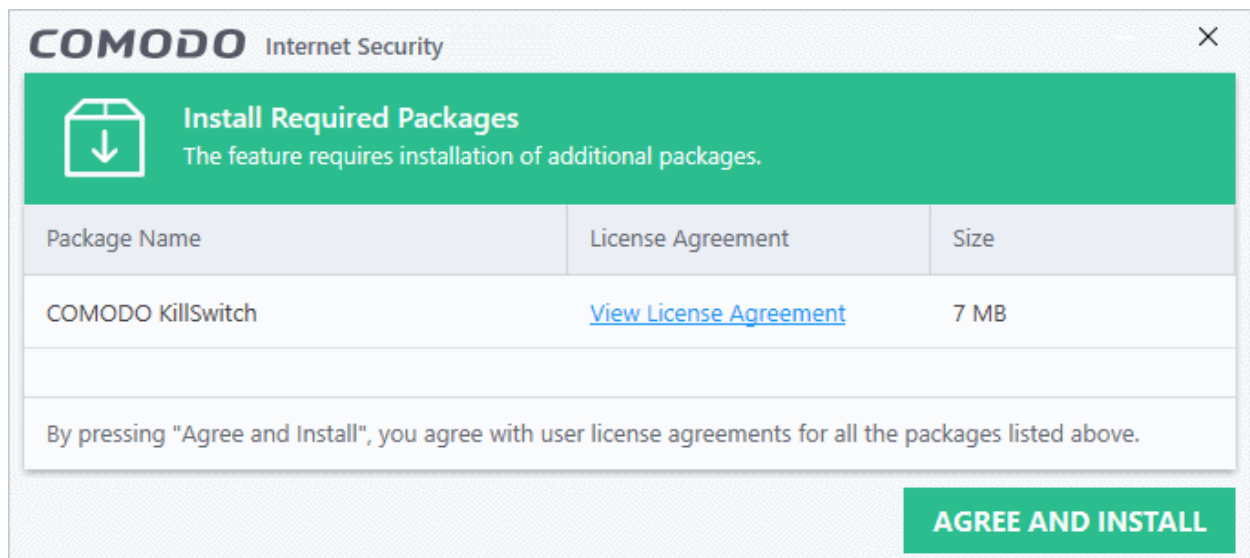 COMODO Internet Security
Install Required Packages
The feature requires installation of additional packages.
Package Name License Agreement Size
COMODO KillSwitch View License Agreement 7 MB
By pressing "Agree and Install", you agree with user license agreements for all the packages listed above.
AGREE AND INSTALL